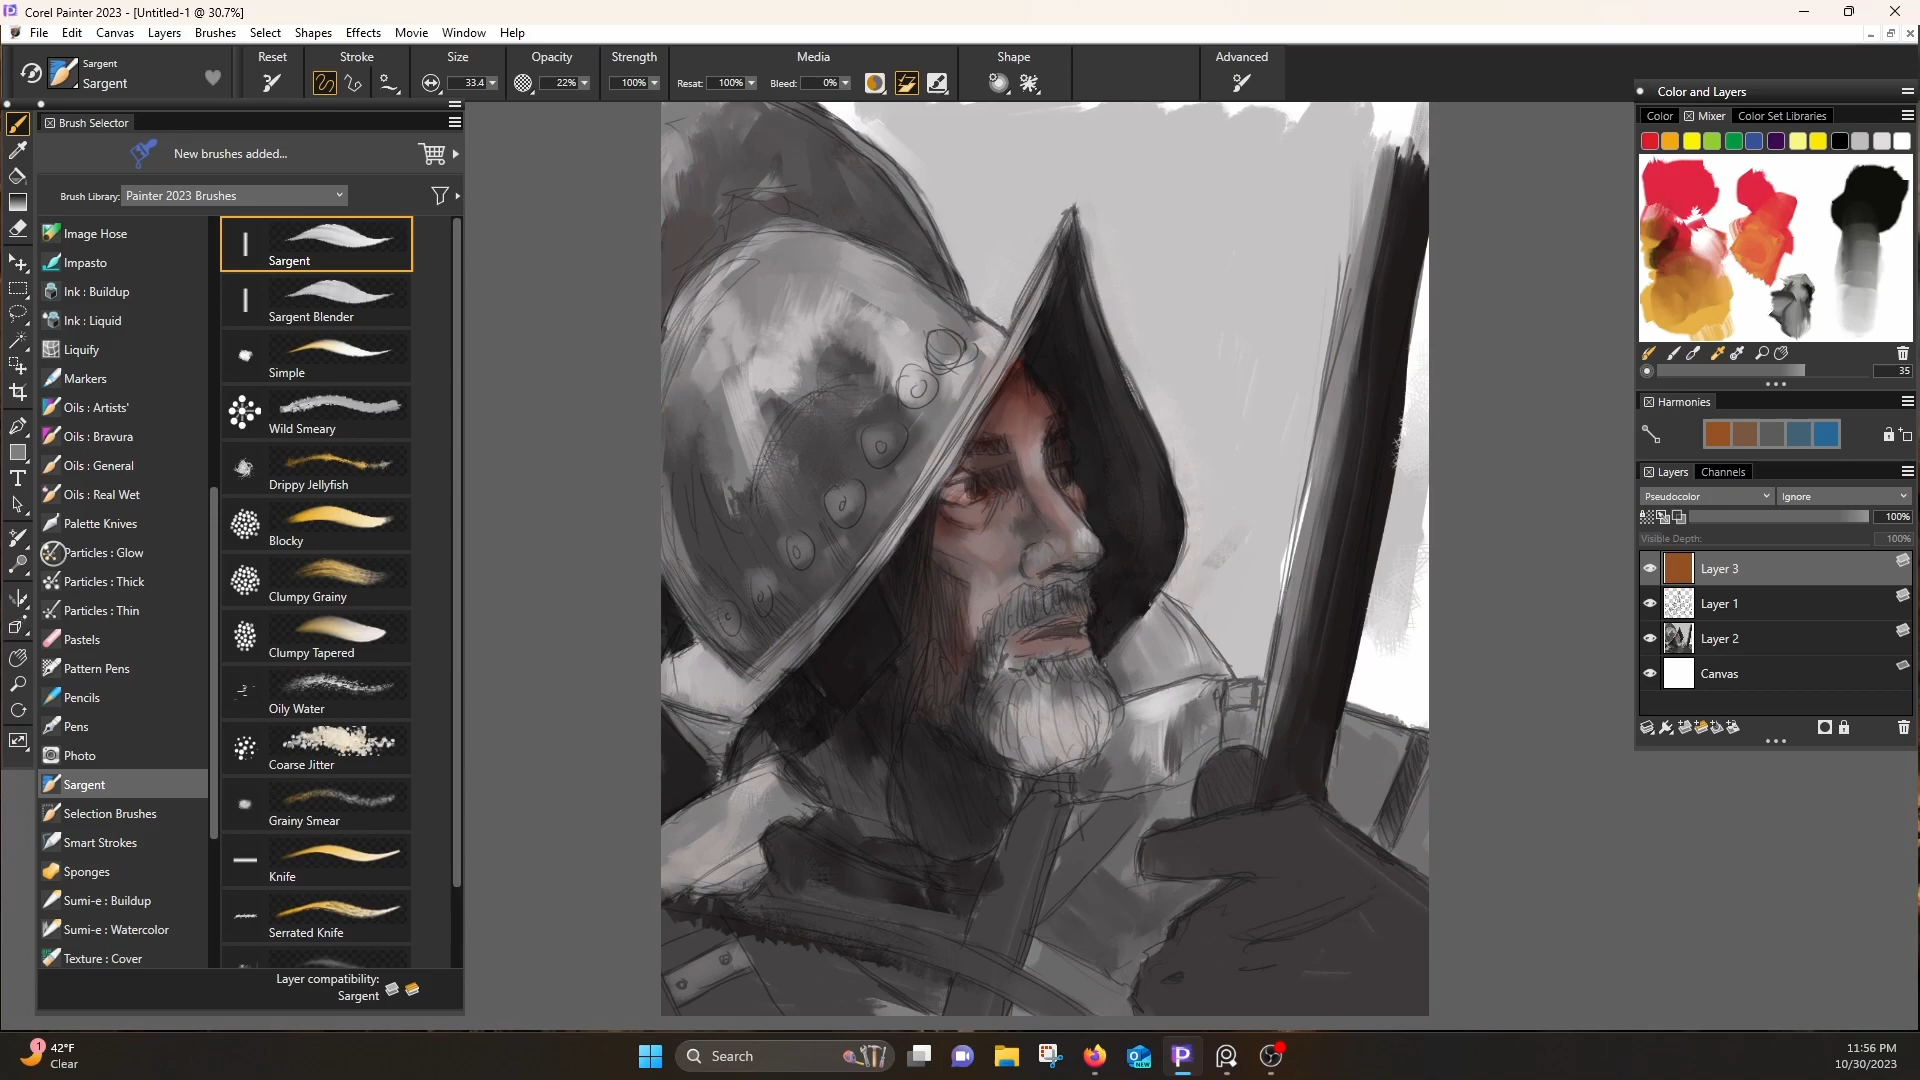 Corel Painter 2023 - [Untitled-1 @ 30.7%]
File Edit Canvas Layers Brushes Select Shapes Effects Movie Window Help
Sargent
Sargent
Reset
Stroke
Size
33.4
Opacity
22%
Strength
100%
Media
Resat: 100%
Bleed: 0%
Shape
Advanced
Brush Selector
New brushes added...
Brush Library: Painter 2023 Brushes
Image Hose
Impasto
Ink : Buildup
Ink : Liquid
Liquify
Markers
Oils : Artists'
Oils : Bravura
Oils : General
Oils : Real Wet
Palette Knives
Particles : Glow
Particles : Thick
Particles : Thin
Pastels
Pattern Pens
Pencils
Pens
Photo
Sargent
Selection Brushes
Smart Strokes
Sponges
Sumi-e : Buildup
Sumi-e : Watercolor
Texture : Cover
Sargent
Sargent Blender
Simple
Wild Smeary
Drippy Jellyfish
Blocky
Clumpy Grainy
Clumpy Tapered
Oily Water
Coarse Jitter
Grainy Smear
Knife
Serrated Knife
Layer compatibility:
Sargent
Color and Layers
Color Mixer Color Set Libraries
35
Harmonies
Layers Channels
Pseudocolor Ignore
100%
Visible Depth: 100%
Layer 3
Layer 1
Layer 2
Canvas
1
42°F
Clear
Search
NEW
11:56 PM
10/30/2023